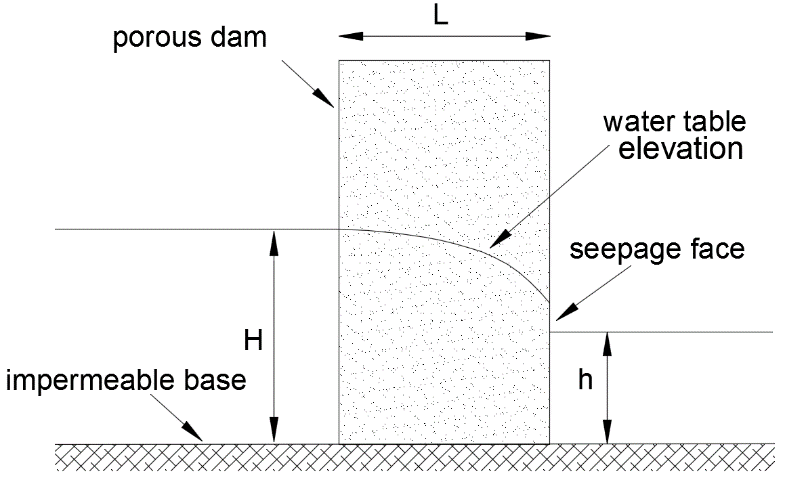 L
porous dam
water table
elevation
seepage face
H
impermeable base
h